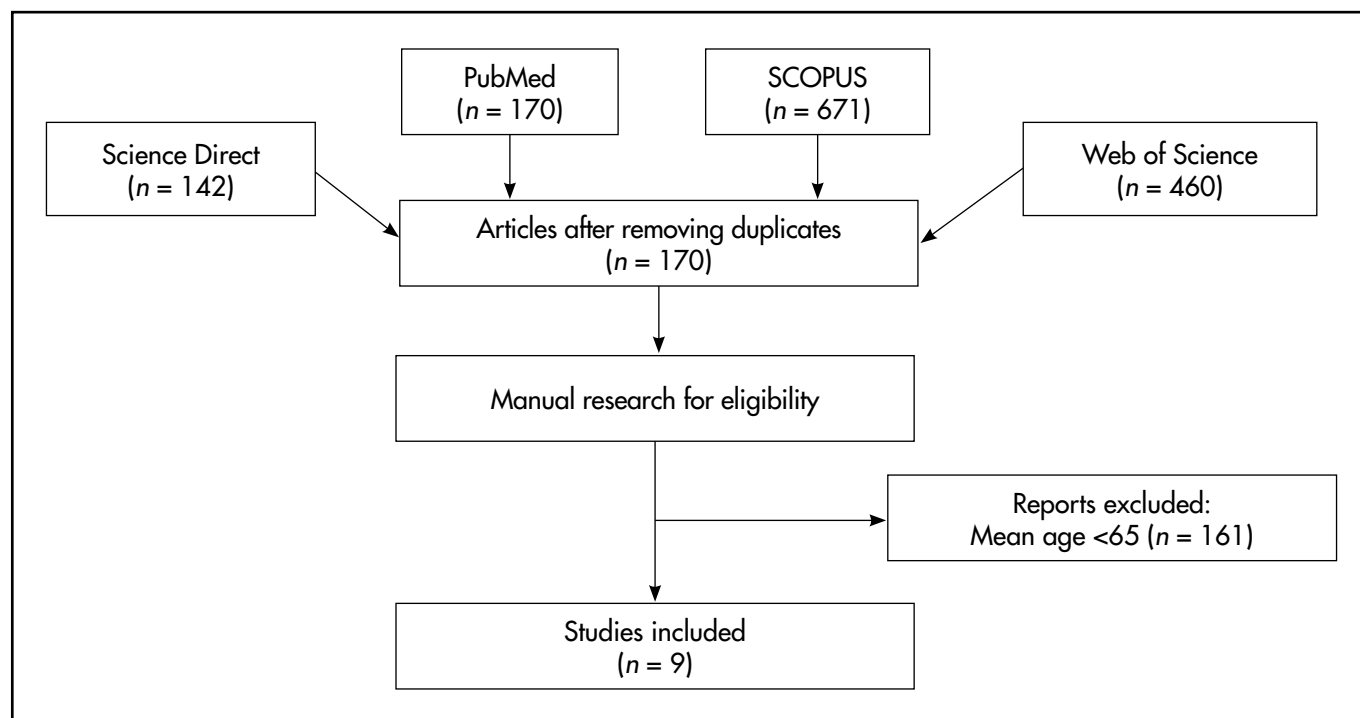 PubMed
(n = 170)
SCOPUS
(n = 671)
Science Direct
(n = 142)
Web of Science
(n = 460)
Articles after removing duplicates
(n = 170)
Manual research for eligibility
Reports excluded:
Mean age <65 (n = 161)
Studies included
(n = 9)